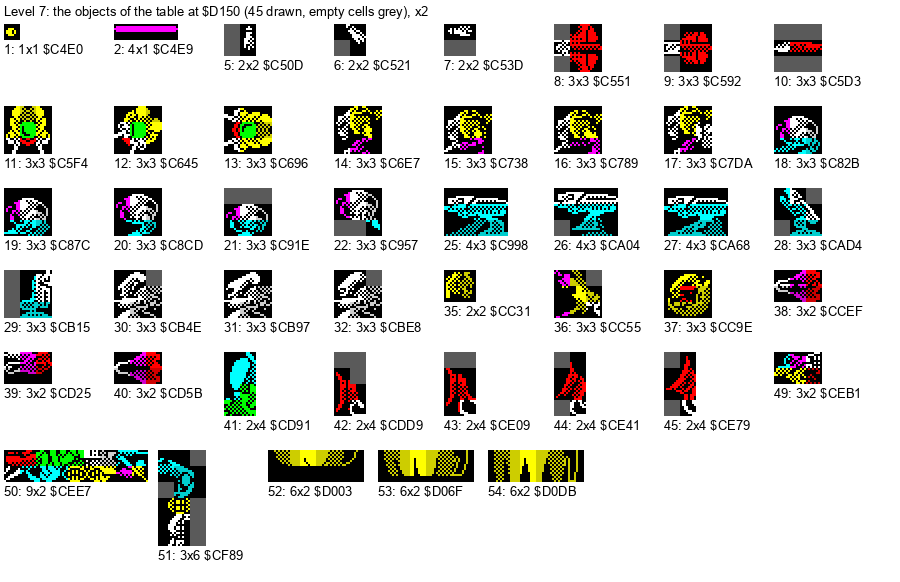 Level 7: the objects of the table at $D150 (45 drawn, empty cells grey), x2
1: 1x1 $C4E0
2: 4x1 $C4E9
5: 2x2 $C50D
6: 2x2 $C521
7: 2x2 $C53D
8: 3x3 $C551
9: 3x3 $C592
10: 3x3 $C5D3
11: 3x3 $C5F4
12: 3x3 $C645
13: 3x3 $C696
14: 3x3 $C6E7
15: 3x3 $C738
16: 3x3 $C789
17: 3x3 $C7DA
18: 3x3 $C82B
19: 3x3 $C87C
20: 3x3 $C8CD
21: 3x3 $C91E
22: 3x3 $C957
25: 4x3 $C998
26: 4x3 $CA04
27: 4x3 $CA68
28: 3x3 $CAD4
29: 3x3 $CB15
30: 3x3 $CB4E
31: 3x3 $CB97
32: 3x3 $CBE8
35: 2x2 $CC31
36: 3x3 $CC55
37: 3x3 $CC9E
38: 3x2 $CCEF
39: 3x2 $CD25
40: 3x2 $CD5B
41: 2x4 $CD91
42: 2x4 $CDD9
43: 2x4 $CE09
44: 2x4 $CE41
45: 2x4 $CE79
49: 3x2 $CEB1
50: 9x2 $CEE7
51: 3x6 $CF89
52: 6x2 $D003
53: 6x2 $D06F
54: 6x2 $D0DB